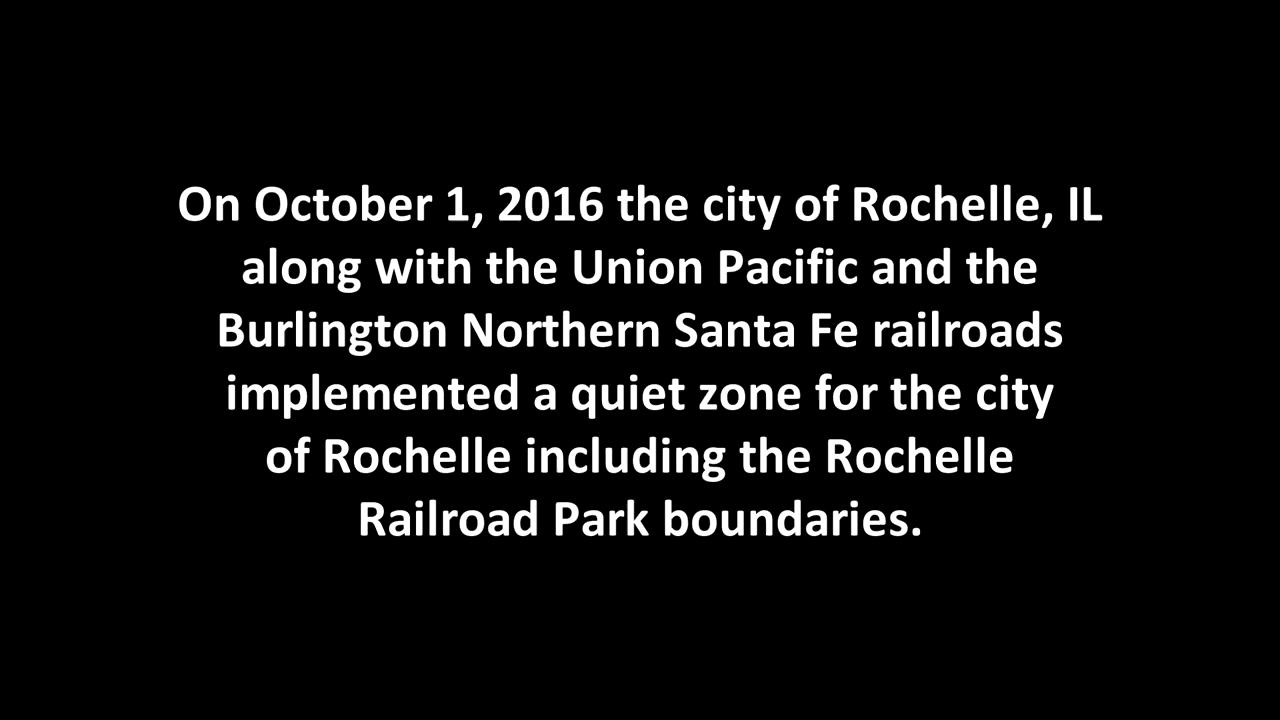 On October 1, 2016 the city of Rochelle, IL
along with the Union Pacific and the
Burlington Northern Santa Fe railroads
implemented a quiet zone for the city
of Rochelle including the Rochelle
Railroad Park boundaries.